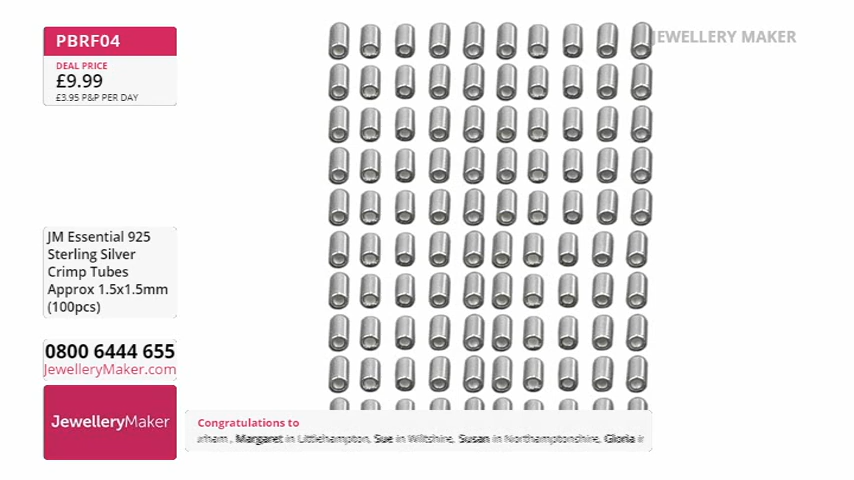 PBRF04
JEWELLERY MAKER
DEAL PRICE
£9.99
£3.95 P&P PER DAY
JM Essential 925
Sterling Silver
Crimp Tubes
Approx 1.5x1.5mm
(100pcs)
0800 6444 655
JewelleryMaker.com
JewelleryMaker
Congratulations to
rham, Margaret in Littlehampton, Sue in Wiltshire, Susan in Northamptonshire, Gloria ir